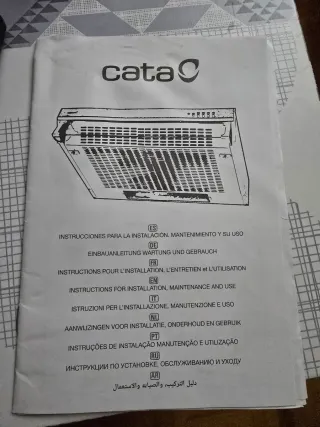 cata
ES
INSTRUCCIONES PARA LA INSTALACIÓN, MANTENIMIENTO Y SU USO
DE
EINBAUANLEITUNG WARTUNG UND GEBRAUCH
FR
INSTRUCTIONS POUR L'INSTALLATION, L'ENTRETIEN et L'UTILISATION
EN
INSTRUCTIONS FOR INSTALLATION, MAINTENANCE AND USE
IT
ISTRUZIONI PER L'INSTALLAZIONE, MANUTENZIONE E USO
NL
AANWIJZINGEN VOOR INSTALLATIE, ONDERHOUD EN GEBRUIK
PT
INSTRUÇÕES DE INSTALAÇÃO MANUTENÇÃO E UTILIZAÇÃO
RU
ИНСТРУКЦИИ ПО УСТАНОВКЕ, ОБСЛУЖИВАНИЮ И УХОДУ
AR
دليل التركيب، والصيانه والاستعمال